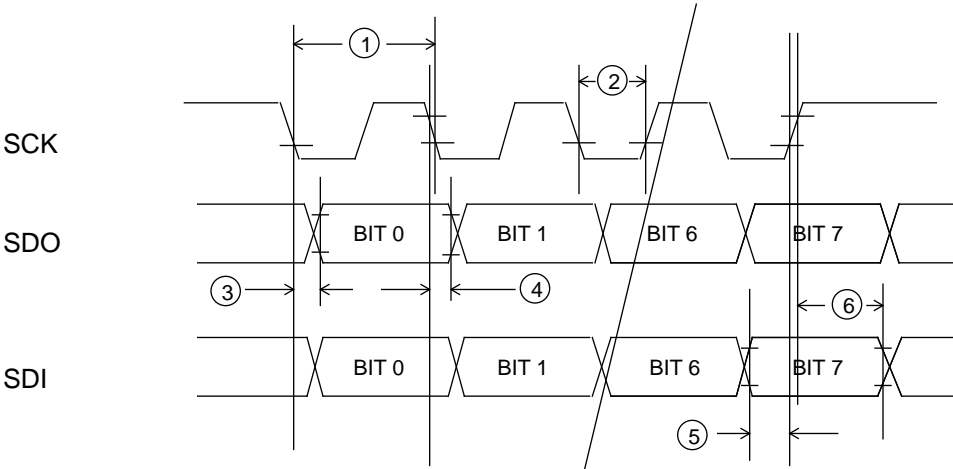 1
2
SCK
SDO
BIT 0
BIT 1
BIT 6
BIT 7
3
4
6
SDI
BIT 0
BIT 1
BIT 6
BIT 7
5